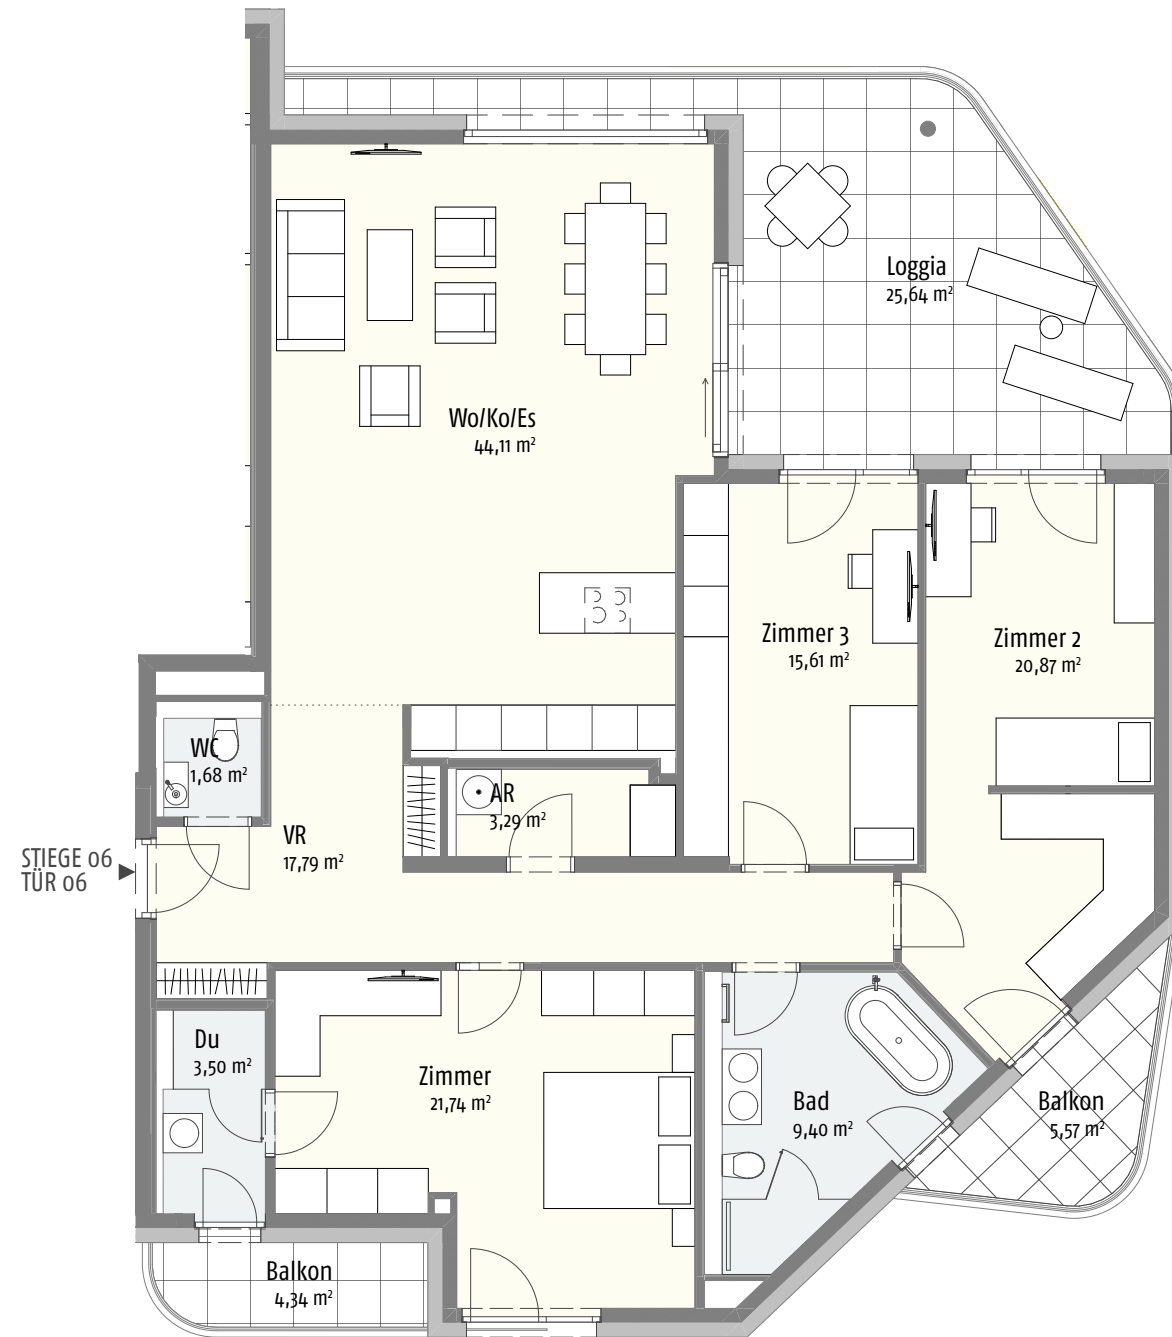 Loggia
25,64 m²
Wo/Ko/Es
44,11 m²
Zimmer 3
15,61 m²
Zimmer 2
20,87 m²
WC
1,68 m²
AR
3,29 m²
VR
17,79 m²
STIEGE 06
TÜR 06
Du
3,50 m²
Zimmer
21,74 m²
Bad
9,40 m²
Balkon
5,57 m²
Balkon
4,34 m²